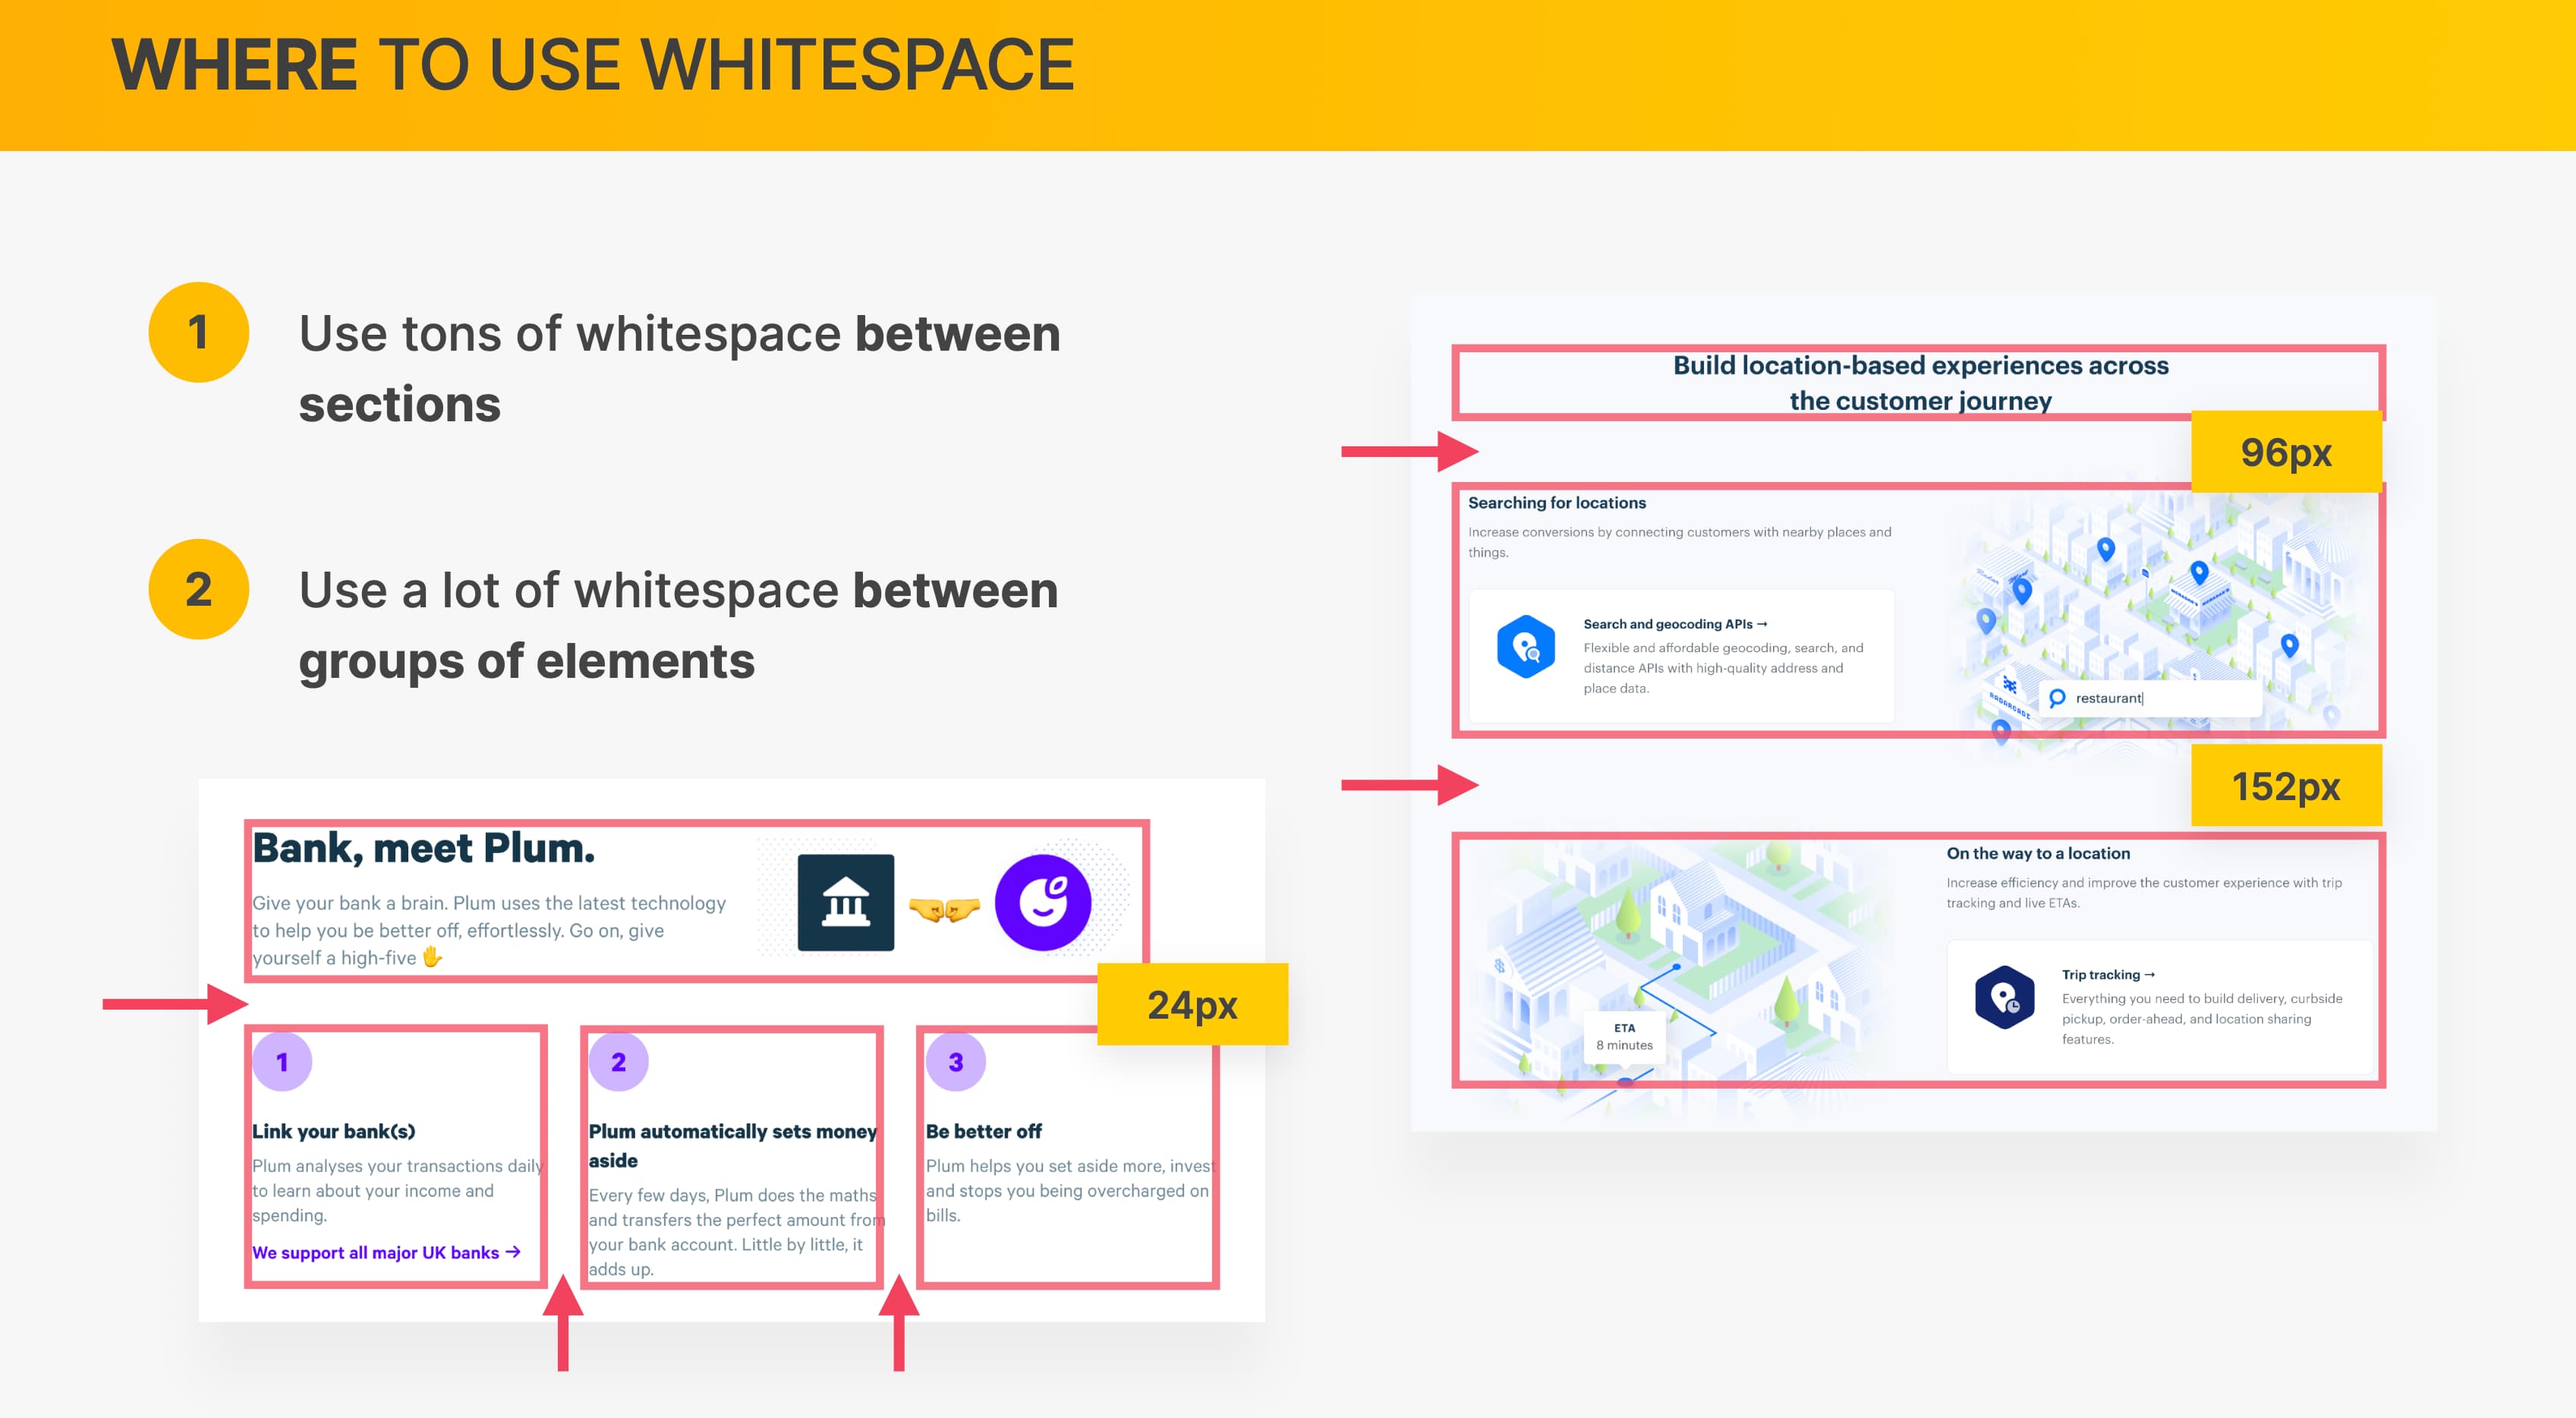 WHERE TO USE WHITESPACE
1
Use tons of whitespace between
sections
2
Use a lot of whitespace between
groups of elements
Bank, meet Plum.
Give your bank a brain. Plum uses the latest technology
to help you be better off, effortlessly. Go on, give
yourself a high-five ✋
24px
1
Link your bank(s)
Plum analyses your transactions daily
to learn about your income and
spending.
We support all major UK banks →
2
Plum automatically sets money
aside
Every few days, Plum does the maths
and transfers the perfect amount from
your bank account. Little by little, it
adds up.
3
Be better off
Plum helps you set aside more, invest
and stops you being overcharged on
bills.
Build location-based experiences across
the customer journey
96px
Searching for locations
Increase conversions by connecting customers with nearby places and
things.
Search and geocoding APIs →
Flexible and affordable geocoding, search, and
distance APIs with high-quality address and
place data.
restaurant
152px
ETA
8 minutes
On the way to a location
Increase efficiency and improve the customer experience with trip
tracking and live ETAs.
Trip tracking →
Everything you need to build delivery, curbside
pickup, order-ahead, and location sharing
features.